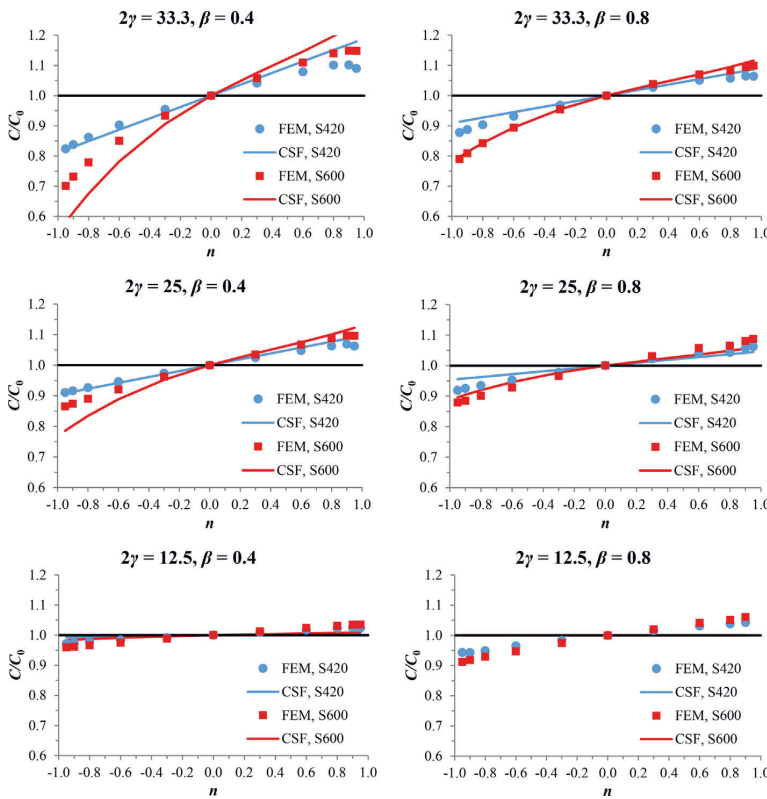 2γ = 33.3, β = 0.4
1.2
1.1
1.0
0.9
0.8
0.7
0.6
C/C0
-1.0 -0.8 -0.6 -0.4 -0.2 0.0 0.2 0.4 0.6 0.8 1.0
n
FEM, S420
CSF, S420
FEM, S600
CSF, S600
2γ = 33.3, β = 0.8
1.2
1.1
1.0
0.9
0.8
0.7
0.6
C/C0
-1.0 -0.8 -0.6 -0.4 -0.2 0.0 0.2 0.4 0.6 0.8 1.0
n
FEM, S420
CSF, S420
FEM, S600
CSF, S600
2γ = 25, β = 0.4
1.2
1.1
1.0
0.9
0.8
0.7
0.6
C/C0
-1.0 -0.8 -0.6 -0.4 -0.2 0.0 0.2 0.4 0.6 0.8 1.0
n
FEM, S420
CSF, S420
FEM, S600
CSF, S600
2γ = 25, β = 0.8
1.2
1.1
1.0
0.9
0.8
0.7
0.6
C/C0
-1.0 -0.8 -0.6 -0.4 -0.2 0.0 0.2 0.4 0.6 0.8 1.0
n
FEM, S420
CSF, S420
FEM, S600
CSF, S600
2γ = 12.5, β = 0.4
1.2
1.1
1.0
0.9
0.8
0.7
0.6
C/C0
-1.0 -0.8 -0.6 -0.4 -0.2 0.0 0.2 0.4 0.6 0.8 1.0
n
FEM, S420
CSF, S420
FEM, S600
CSF, S600
2γ = 12.5, β = 0.8
1.2
1.1
1.0
0.9
0.8
0.7
0.6
C/C0
-1.0 -0.8 -0.6 -0.4 -0.2 0.0 0.2 0.4 0.6 0.8 1.0
n
FEM, S420
CSF, S420
FEM, S600
CSF, S600